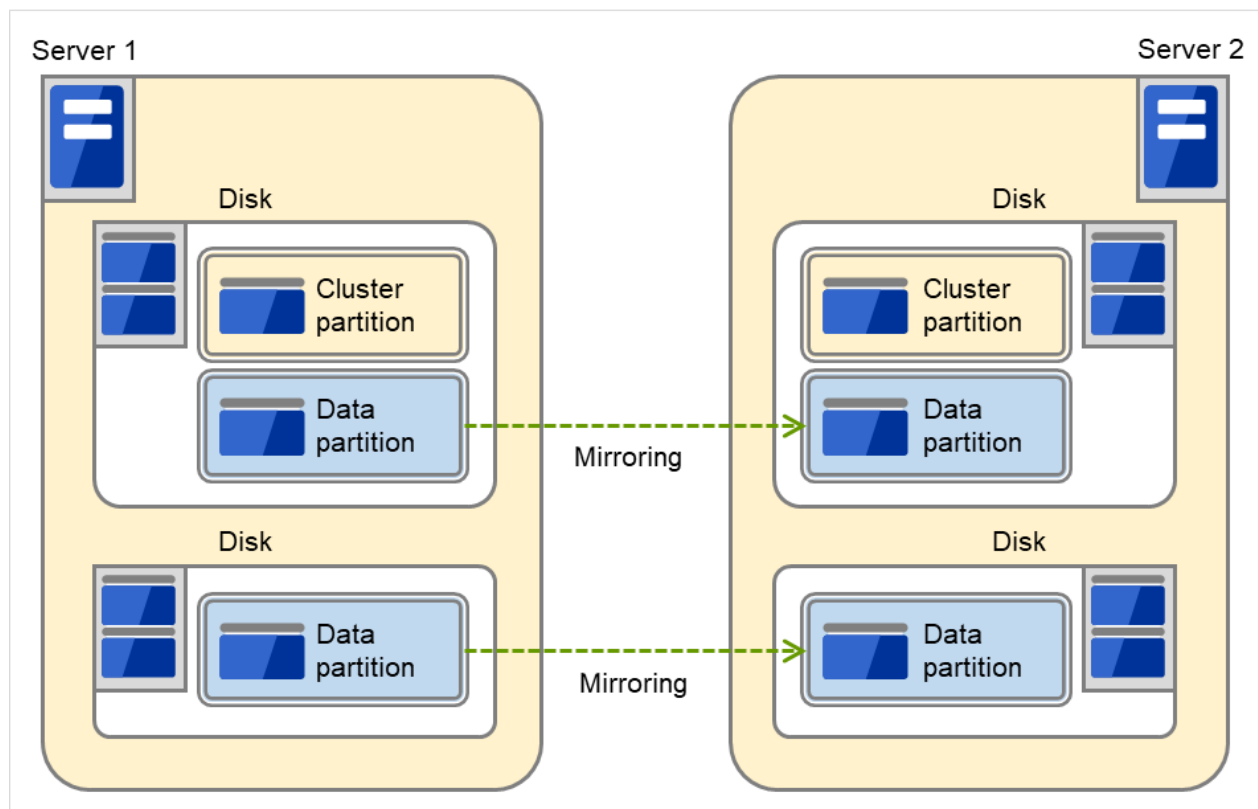 Server 1
Server 2
Disk
Disk
Cluster
partition
Cluster
partition
Data
partition
Data
partition
Mirroring
Disk
Disk
Data
partition
Data
partition
Mirroring